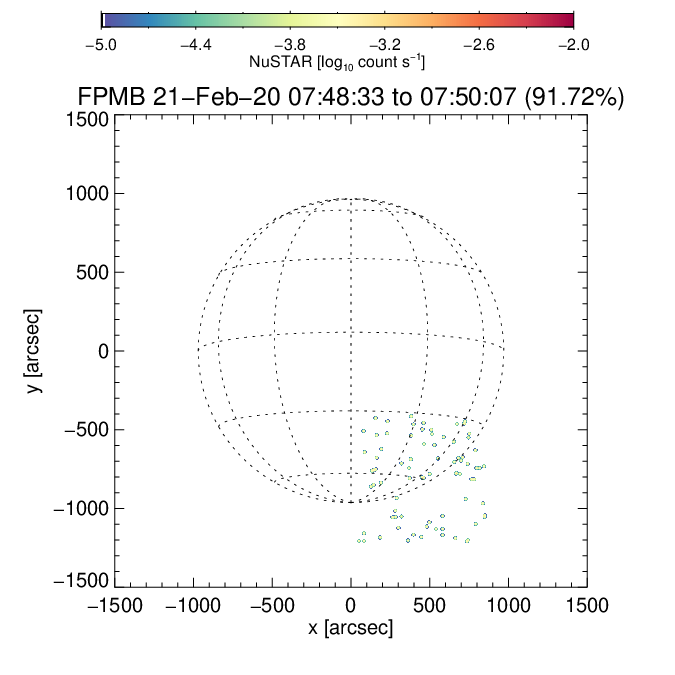 −5.0 −4.4 −3.8 −3.2 −2.6 −2.0
NuSTAR [log₁₀ count s⁻¹]
FPMB 21−Feb−20 07:48:33 to 07:50:07 (91.72%)
1500
1000
500
0
−500
−1000
−1500
y [arcsec]
−1500 −1000 −500 0 500 1000 1500
x [arcsec]